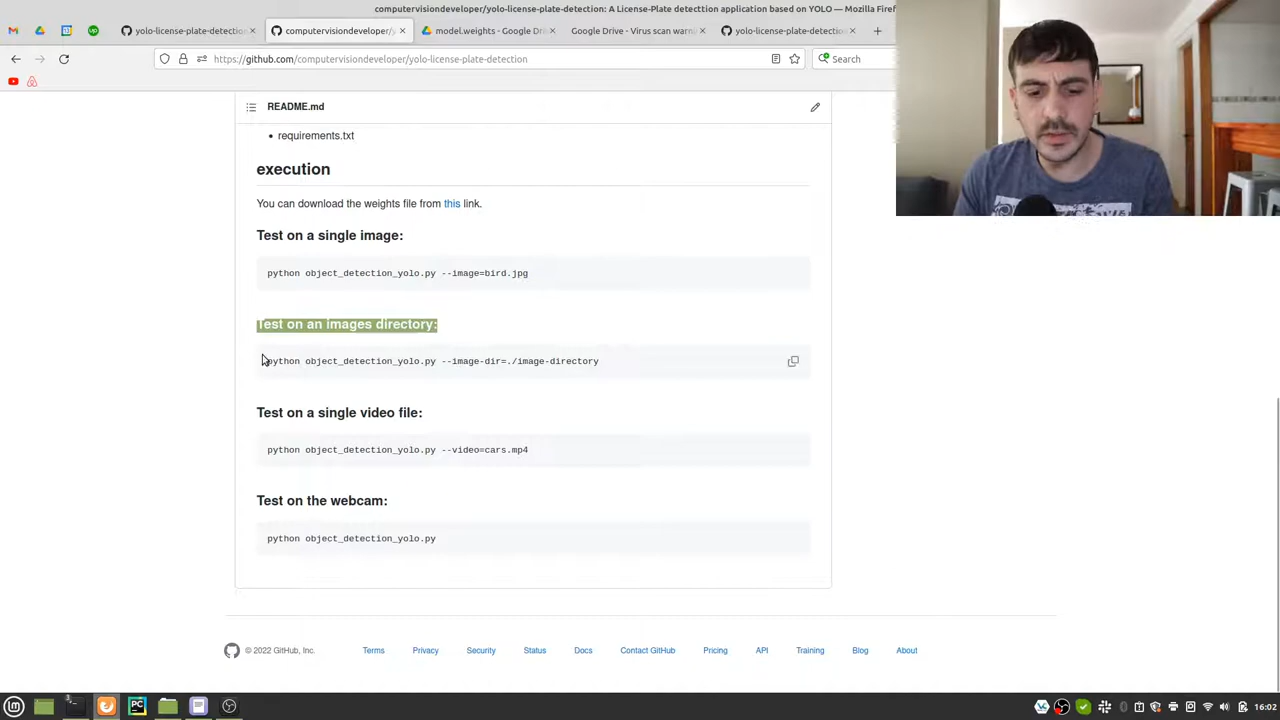 computervisiondeveloper/yolo-license-plate-detection: A License-Plate detecttion application based on YOLO — Mozilla Firef
yolo-license-plate-detectio
computervisiondeveloper/y
model.weights - Google Dri
Google Drive - Virus scan warni
yolo-license-plate-detectio
https://github.com/computervisiondeveloper/yolo-license-plate-detection
Search
README.md
requirements.txt
execution
You can download the weights file from this link.
Test on a single image:
python object_detection_yolo.py --image=bird.jpg
Test on an images directory:
python object_detection_yolo.py --image-dir=./image-directory
Test on a single video file:
python object_detection_yolo.py --video=cars.mp4
Test on the webcam:
python object_detection_yolo.py
© 2022 GitHub, Inc.
Terms
Privacy
Security
Status
Docs
Contact GitHub
Pricing
API
Training
Blog
About
PC
16:02